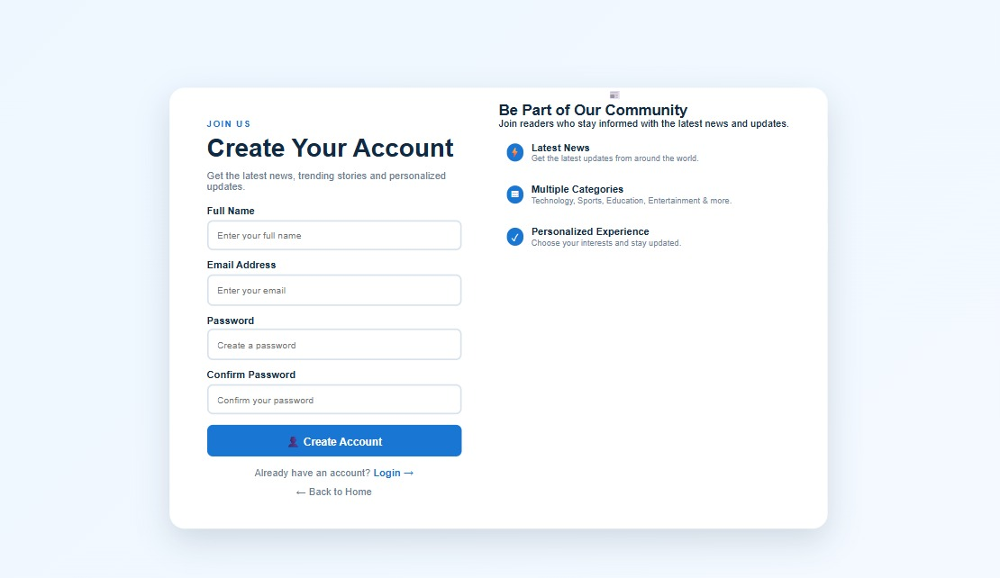 JOIN US
Create Your Account
Get the latest news, trending stories and personalized
updates.
Full Name
Enter your full name
Email Address
Enter your email
Password
Create a password
Confirm Password
Confirm your password
Create Account
Already have an account? Login →
← Back to Home
Be Part of Our Community
Join readers who stay informed with the latest news and updates.
Latest News
Get the latest updates from around the world.
Multiple Categories
Technology, Sports, Education, Entertainment & more.
Personalized Experience
Choose your interests and stay updated.